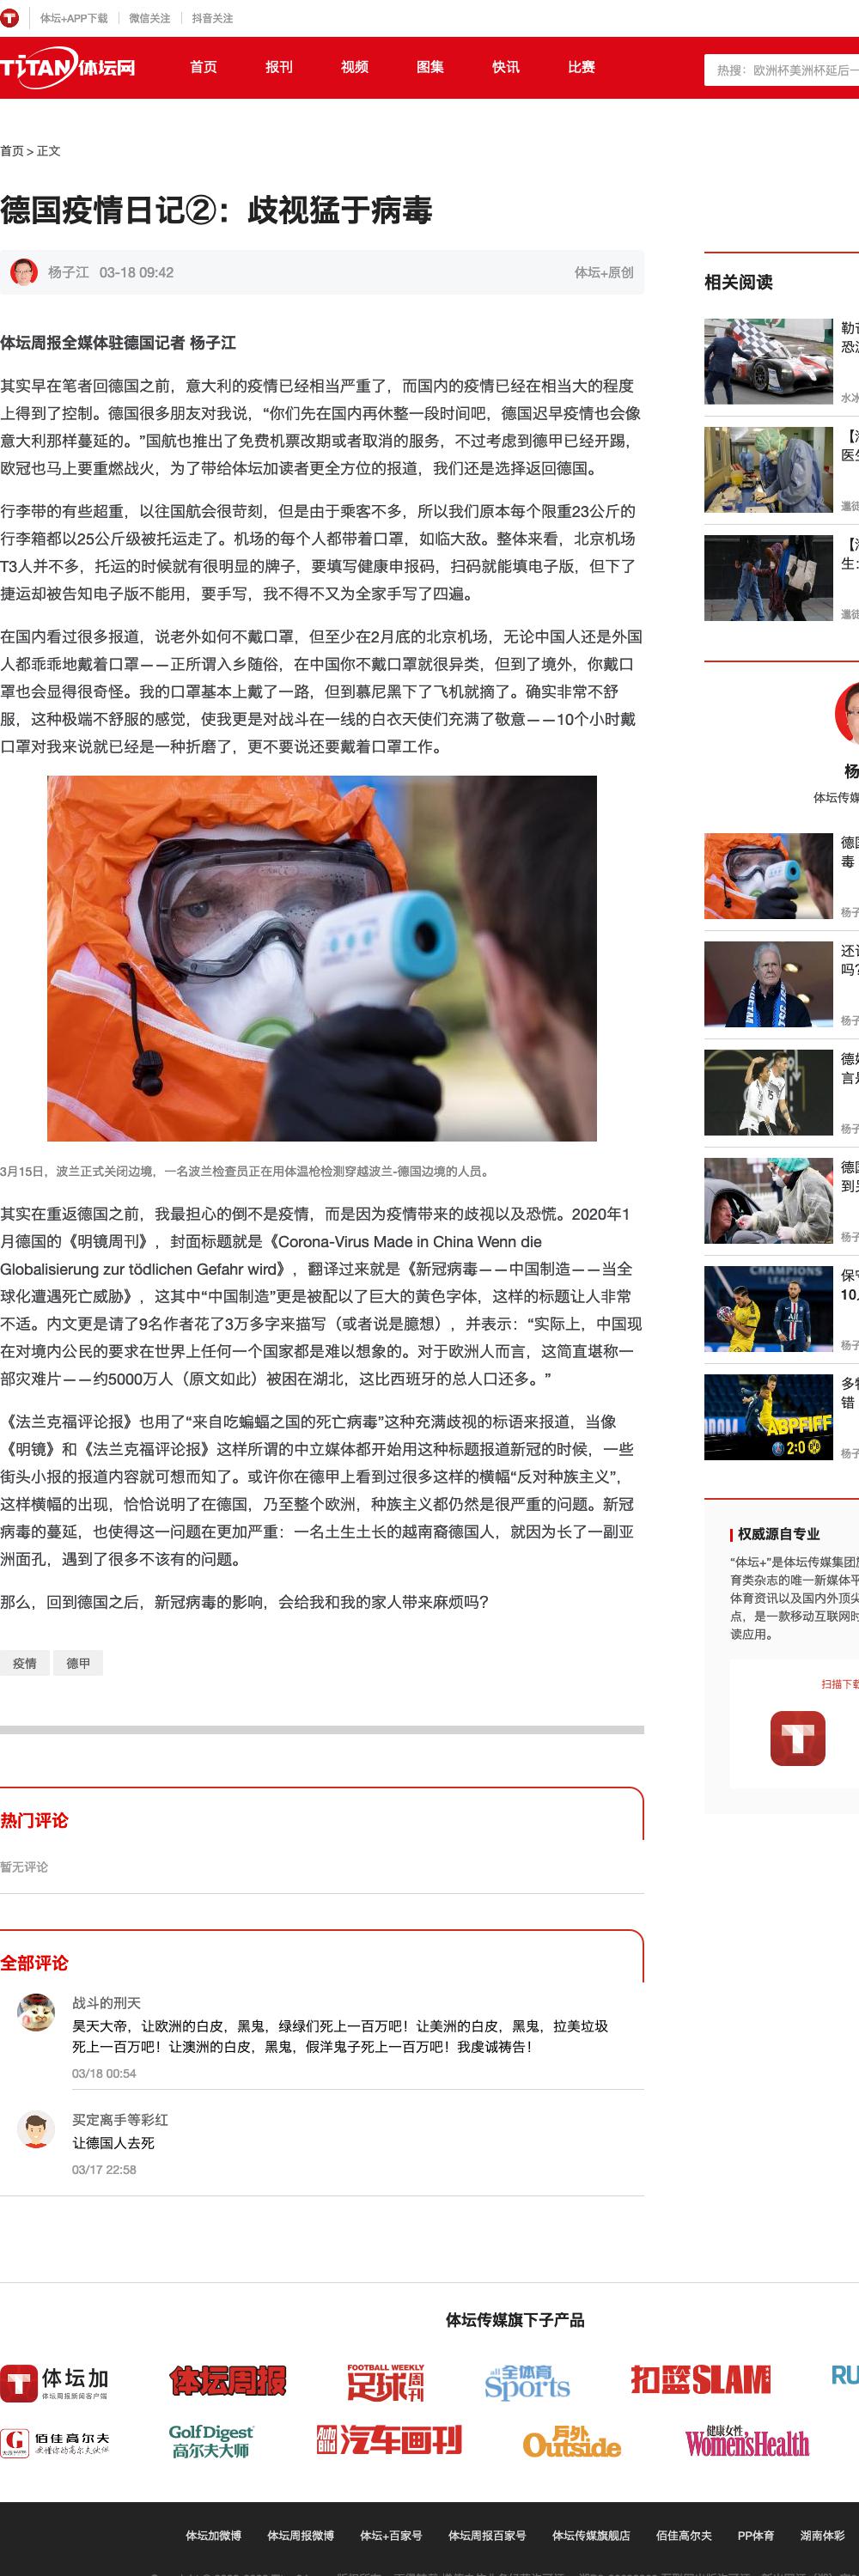 体坛+APP下载 微信关注 抖音关注
TiTAN体坛网 首页 报刊 视频 图集 快讯 比赛 热搜：欧洲杯美洲杯延后一
首页 > 正文
德国疫情日记②：歧视猛于病毒
杨子江 03-18 09:42 体坛+原创
体坛周报全媒体驻德国记者 杨子江
其实早在笔者回德国之前，意大利的疫情已经相当严重了，而国内的疫情已经在相当大的程度
上得到了控制。德国很多朋友对我说，“你们先在国内再休整一段时间吧，德国迟早疫情也会像
意大利那样蔓延的。”国航也推出了免费机票改期或者取消的服务，不过考虑到德甲已经开踢，
欧冠也马上要重燃战火，为了带给体坛加读者更全方位的报道，我们还是选择返回德国。
行李带的有些超重，以往国航会很苛刻，但是由于乘客不多，所以我们原本每个限重23公斤的
行李箱都以25公斤级被托运走了。机场的每个人都带着口罩，如临大敌。整体来看，北京机场
T3人并不多，托运的时候就有很明显的牌子，要填写健康申报码，扫码就能填电子版，但下了
捷运却被告知电子版不能用，要手写，我不得不又为全家手写了四遍。
在国内看过很多报道，说老外如何不戴口罩，但至少在2月底的北京机场，无论中国人还是外国
人都乖乖地戴着口罩——正所谓入乡随俗，在中国你不戴口罩就很异类，但到了境外，你戴口
罩也会显得很奇怪。我的口罩基本上戴了一路，但到慕尼黑下了飞机就摘了。确实非常不舒
服，这种极端不舒服的感觉，使我更是对战斗在一线的白衣天使们充满了敬意——10个小时戴
口罩对我来说就已经是一种折磨了，更不要说还要戴着口罩工作。
3月15日，波兰正式关闭边境，一名波兰检查员正在用体温枪检测穿越波兰-德国边境的人员。
其实在重返德国之前，我最担心的倒不是疫情，而是因为疫情带来的歧视以及恐慌。2020年1
月德国的《明镜周刊》，封面标题就是《Corona-Virus Made in China Wenn die
Globalisierung zur tödlichen Gefahr wird》，翻译过来就是《新冠病毒——中国制造——当全
球化遭遇死亡威胁》，这其中“中国制造”更是被配以了巨大的黄色字体，这样的标题让人非常
不适。内文更是请了9名作者花了3万多字来描写（或者说是臆想），并表示：“实际上，中国现
在对境内公民的要求在世界上任何一个国家都是难以想象的。对于欧洲人而言，这简直堪称一
部灾难片——约5000万人（原文如此）被困在湖北，这比西班牙的总人口还多。”
《法兰克福评论报》也用了“来自吃蝙蝠之国的死亡病毒”这种充满歧视的标语来报道，当像
《明镜》和《法兰克福评论报》这样所谓的中立媒体都开始用这种标题报道新冠的时候，一些
街头小报的报道内容就可想而知了。或许你在德甲上看到过很多这样的横幅“反对种族主义”，
这样横幅的出现，恰恰说明了在德国，乃至整个欧洲，种族主义都仍然是很严重的问题。新冠
病毒的蔓延，也使得这一问题在更加严重：一名土生土长的越南裔德国人，就因为长了一副亚
洲面孔，遇到了很多不该有的问题。
那么，回到德国之后，新冠病毒的影响，会给我和我的家人带来麻烦吗？
疫情 德甲
热门评论
暂无评论
全部评论
战斗的刑天
昊天大帝，让欧洲的白皮，黑鬼，绿绿们死上一百万吧！让美洲的白皮，黑鬼，拉美垃圾
死上一百万吧！让澳洲的白皮，黑鬼，假洋鬼子死上一百万吧！我虔诚祷告！
03/18 00:54
买定离手等彩红
让德国人去死
03/17 22:58
相关阅读
恐
水冰
医生
生：
杨
体坛传媒
德国
毒
杨子
吗?
杨子
言
杨子
德国
到
杨子
保
10
杨子
CHAMPIONS
LEAGUE
多
错
ABPFIFF
2:0
杨子
权威源自专业
“体坛+”是体坛传媒集团
育类杂志的唯一新媒体平
体育资讯以及国内外顶尖
点，是一款移动互联网时
读应用。
扫描下载
体坛传媒旗下子产品
体坛加 体坛周报新闻客户端 体坛周报 FOOTBALL WEEKLY 足球周刊 all 全体育 Sports 扣篮SLAM RU
佰佳高尔夫 Golf Digest 高尔夫大师 Auto Bild 汽车画刊 户外 Outside 健康女性 Women'sHealth
体坛加微博 体坛周报微博 体坛+百家号 体坛周报百家号 体坛传媒旗舰店 佰佳高尔夫 PP体育 湖南体彩